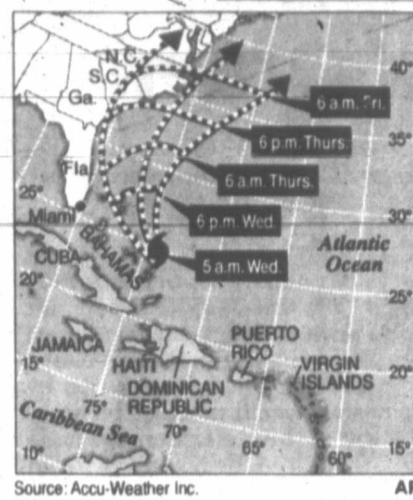 40°
N.C.
S.C.
Ga.
6 a.m. Fri.
35°
6 p.m. Thurs.
Fla.
6 a.m. Thurs.
25°
30°
Miami
6 p.m. Wed.
BAHAMAS
Atlantic
Ocean
CUBA
5 a.m. Wed.
20°
25°
JAMAICA
PUERTO
RICO
HAITI
VIRGIN
ISLANDS
20°
15°
DOMINICAN
REPUBLIC
75°
Caribbean Sea
70°
65°
60°
15°
10°
Source: Accu-Weather Inc.
AP